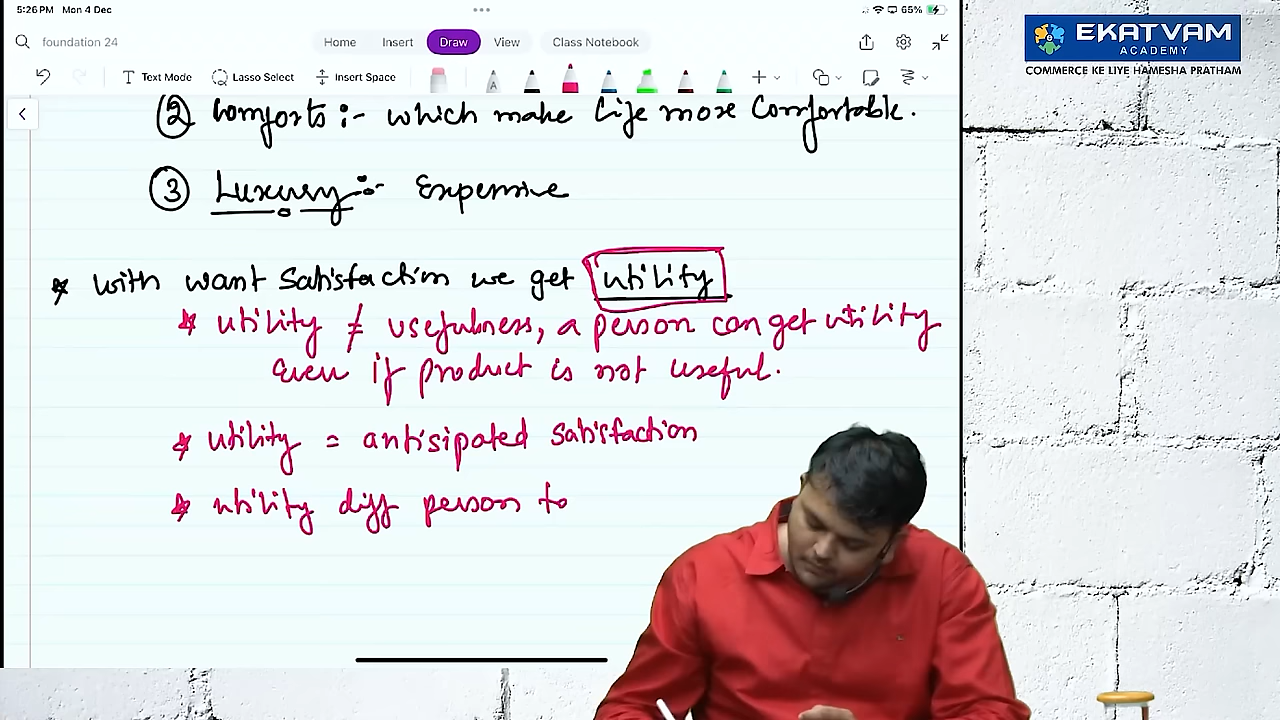 5:26 PM Mon 4 Dec
65%
foundation 24
Home Insert Draw View Class Notebook
Text Mode Lasso Select Insert Space
EKATVAM
ACADEMY
COMMERCE KE LIYE HAMESHA PRATHAM
② Comforts :- which make life more Comfortable.
③ Luxury :- Expensive
* with want Satisfaction we get utility
* utility ≠ usefulness, a person can get utility
even if product is not useful.
* utility = antisipated satisfaction
* utility diff person to